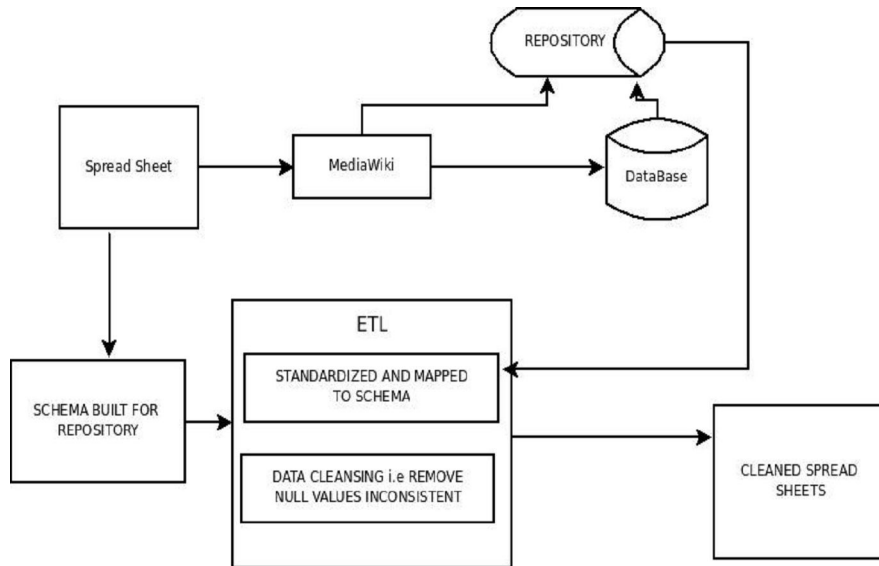 REPOSITORY
Spread Sheet
MediaWiki
DataBase
ETL
STANDARDIZED AND MAPPED
TO SCHEMA
SCHEMA BUILT FOR
REPOSITORY
DATA CLEANSING i.e REMOVE
NULL VALUES INCONSISTENT
CLEANED SPREAD
SHEETS